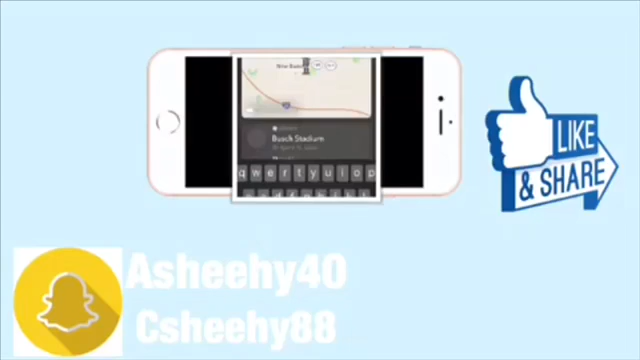 Busch Stadium
q w e r t y u i o p
LIKE
& SHARE
Asheehy40
Csheehy88